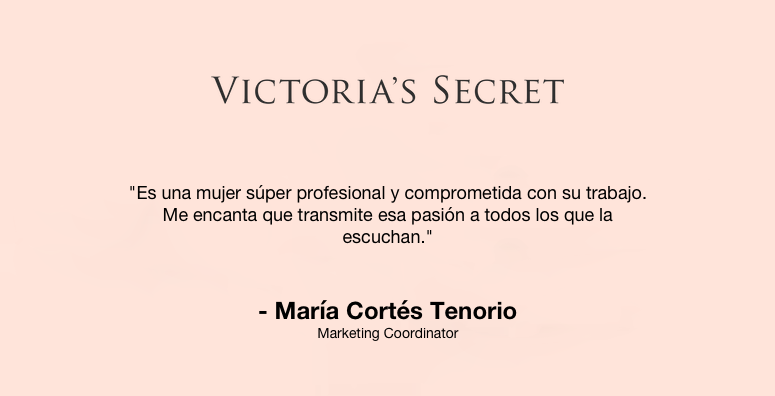 VICTORIA'S SECRET
"Es una mujer súper profesional y comprometida con su trabajo.
Me encanta que transmite esa pasión a todos los que la
escuchan."
- María Cortés Tenorio
Marketing Coordinator